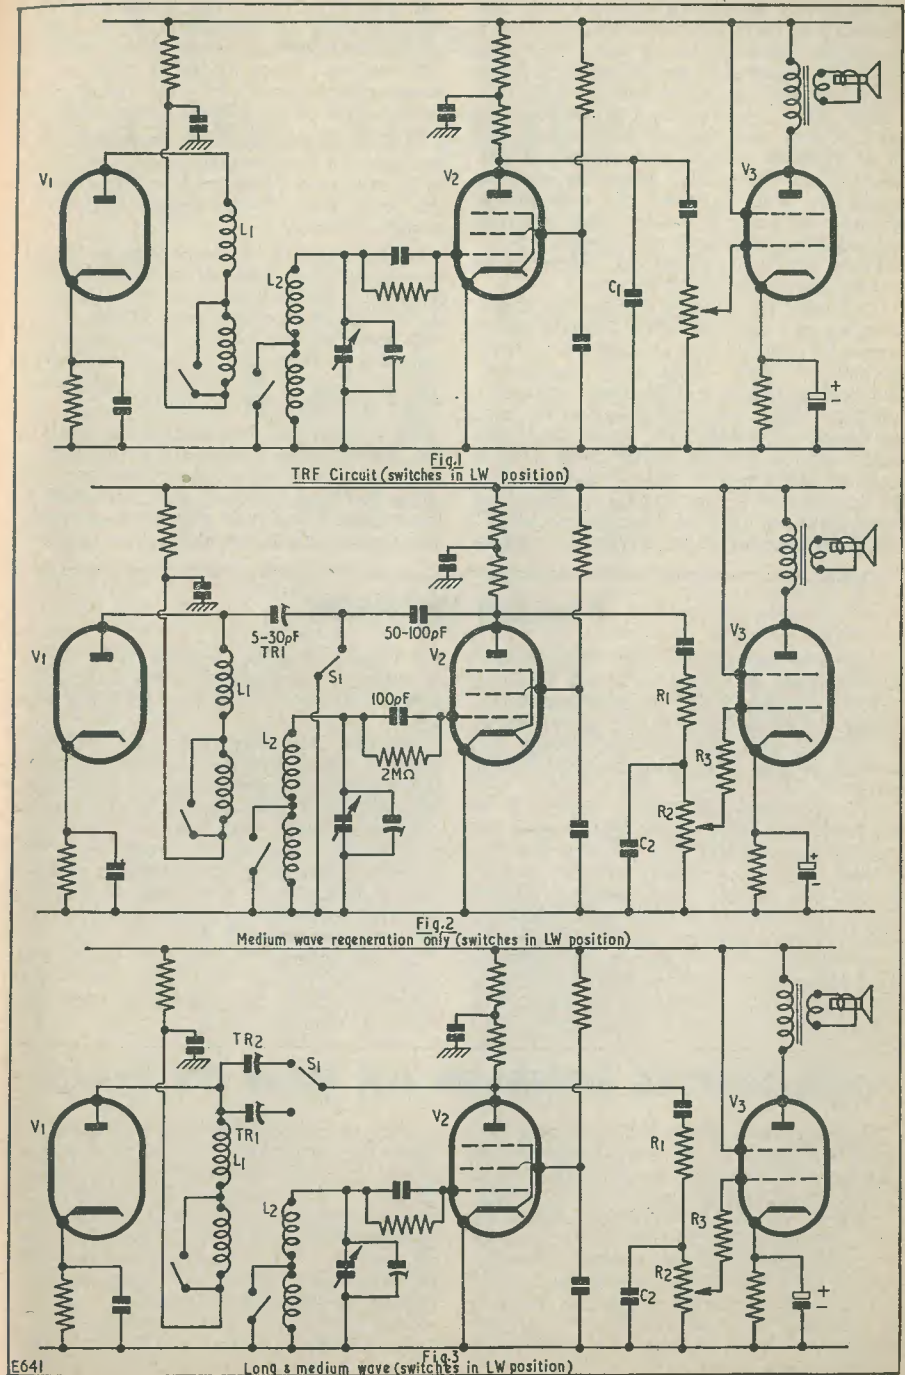 V1
L1
L2
V2
C1
V3
+
-
Fig.1
TRF Circuit (switches in LW position)
5-30pF
TR1
50-100pF
V1
L1
S1
V2
100pF
L2
2MΩ
V3
R1
R3
R2
C2
+
-
Fig.2
Medium wave regeneration only (switches in LW position)
TR2
S1
V1
TR1
L1
L2
V2
V3
R1
R3
R2
C2
+
-
Fig.3
Long & medium wave (switches in LW position)
E641